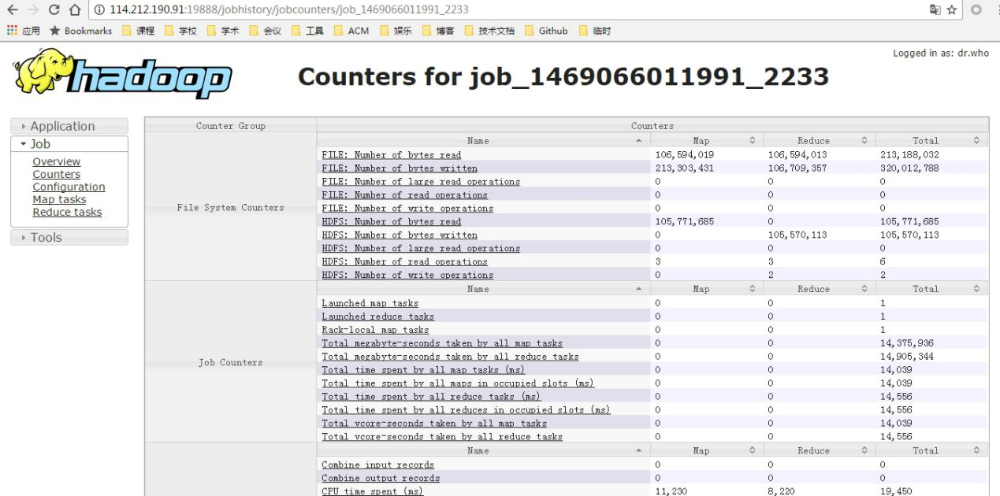 114.212.190.91:19888/jobhistory/jobcounters/job_1469066011991_2233
应用 Bookmarks 课程 学校 学术 会议 工具 ACM 娱乐 博客 技术文档 Github 临时
Logged in as: dr.who
hadoop
Counters for job_1469066011991_2233
Application
Job
Overview
Counters
Configuration
Map tasks
Reduce tasks
Tools
Counter Group Counters
File System Counters
Name Map Reduce Total
FILE: Number of bytes read 106,594,019 106,594,013 213,188,032
FILE: Number of bytes written 213,303,431 106,709,357 320,012,788
FILE: Number of large read operations 0 0 0
FILE: Number of read operations 0 0 0
FILE: Number of write operations 0 0 0
HDFS: Number of bytes read 105,771,685 0 105,771,685
HDFS: Number of bytes written 0 105,570,113 105,570,113
HDFS: Number of large read operations 0 0 0
HDFS: Number of read operations 3 3 6
HDFS: Number of write operations 0 2 2
Job Counters
Name Map Reduce Total
Launched map tasks 0 0 1
Launched reduce tasks 0 0 1
Rack-local map tasks 0 0 1
Total megabyte-seconds taken by all map tasks 0 0 14,375,936
Total megabyte-seconds taken by all reduce tasks 0 0 14,905,344
Total time spent by all map tasks (ms) 0 0 14,039
Total time spent by all maps in occupied slots (ms) 0 0 14,039
Total time spent by all reduce tasks (ms) 0 0 14,556
Total time spent by all reduces in occupied slots (ms) 0 0 14,556
Total vcore-seconds taken by all map tasks 0 0 14,039
Total vcore-seconds taken by all reduce tasks 0 0 14,556
Name Map Reduce Total
Combine input records 0 0 0
Combine output records 0 0 0
CPU time spent (ms) 11,230 8,220 19,450